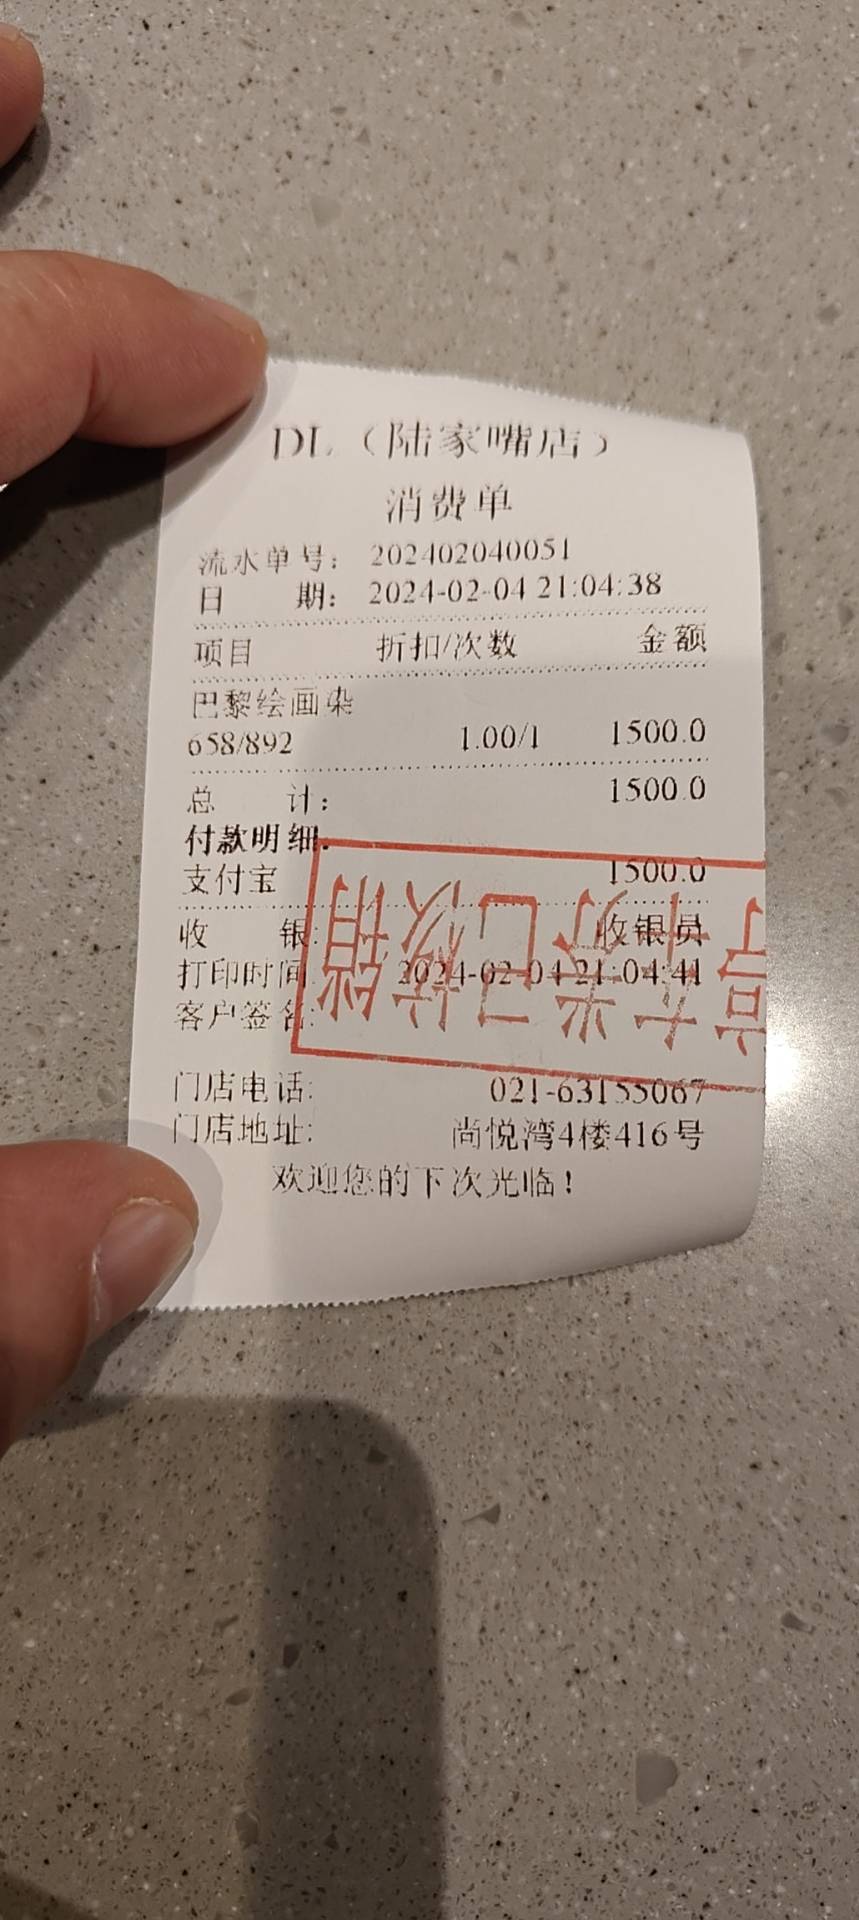 DL（陆家嘴店）
消费单
流水单号： 202402040051
日 期： 2024-02-04 21:04:38
项目 折扣/次数 金额
巴黎绘画染
658/892 1.00/1 1500.0
总 计： 1500.0
付款明细:
支付宝 1500.0
收 银: 收银员
打印时间: 2024-02-04 21:04:41
客户签名:
门店电话: 021-63155067
门店地址: 尚悦湾4楼416号
欢迎您的下次光临！
已核销